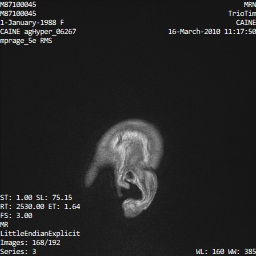 M87100045
M87100045
1-January-1988 F
CAINE agHyper_06267
mprage_5e RMS
MRN
TrioTim
CAINE
16-March-2010 11:17:50
ST: 1.00 SL: 75.15
RT: 2530.00 ET: 1.64
FS: 3.00
MR
LittleEndianExplicit
Images: 168/192
Series: 3
WL: 160 WW: 385